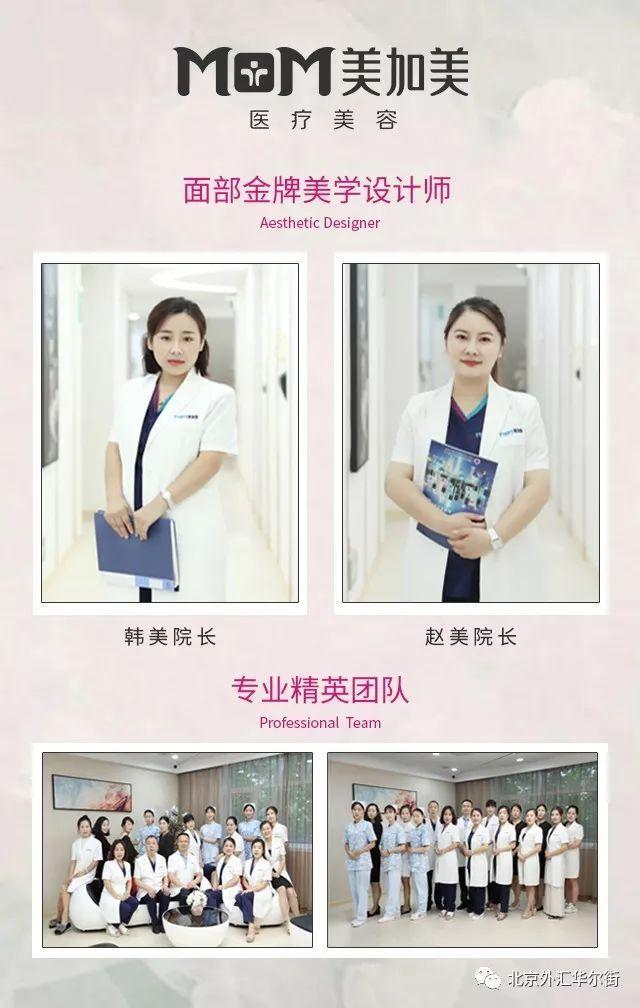 MOM美加美
医疗美容
面部金牌美学设计师
Aesthetic Designer
韩美院长
赵美院长
专业精英团队
Professional Team
北京外汇华尔街